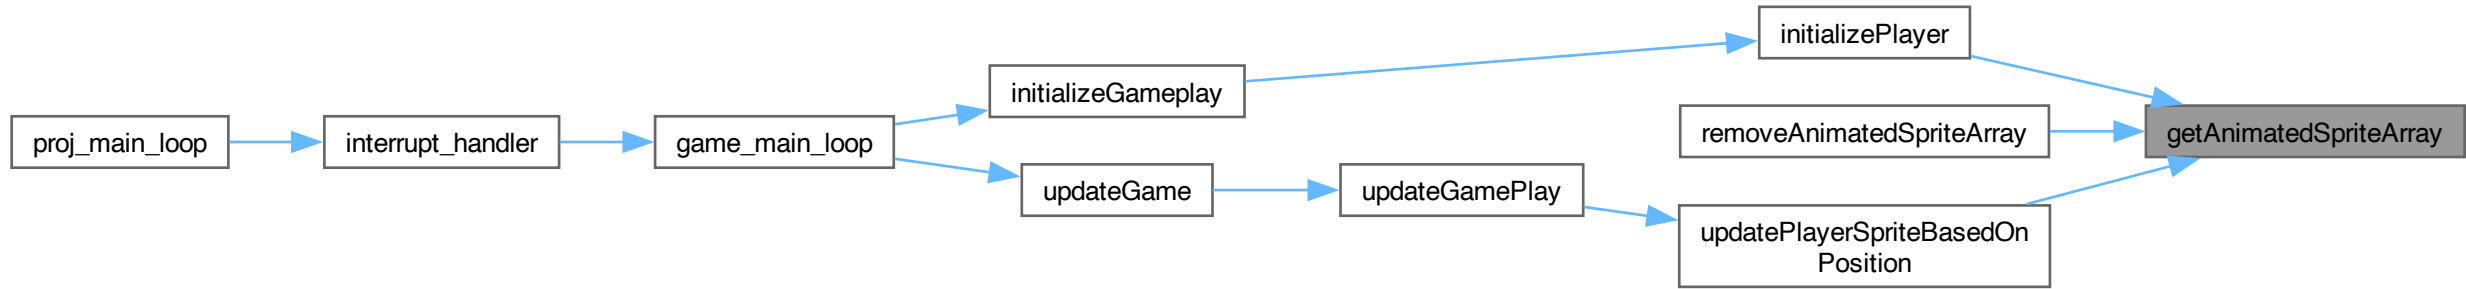 proj_main_loop
interrupt_handler
game_main_loop
initializeGameplay
updateGame
updateGamePlay
initializePlayer
removeAnimatedSpriteArray
updatePlayerSpriteBasedOn
Position
getAnimatedSpriteArray